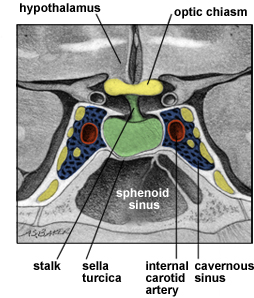 hypothalamus
optic chiasm
sphenoid
sinus
stalk
sella
turcica
internal
carotid
artery
cavernous
sinus